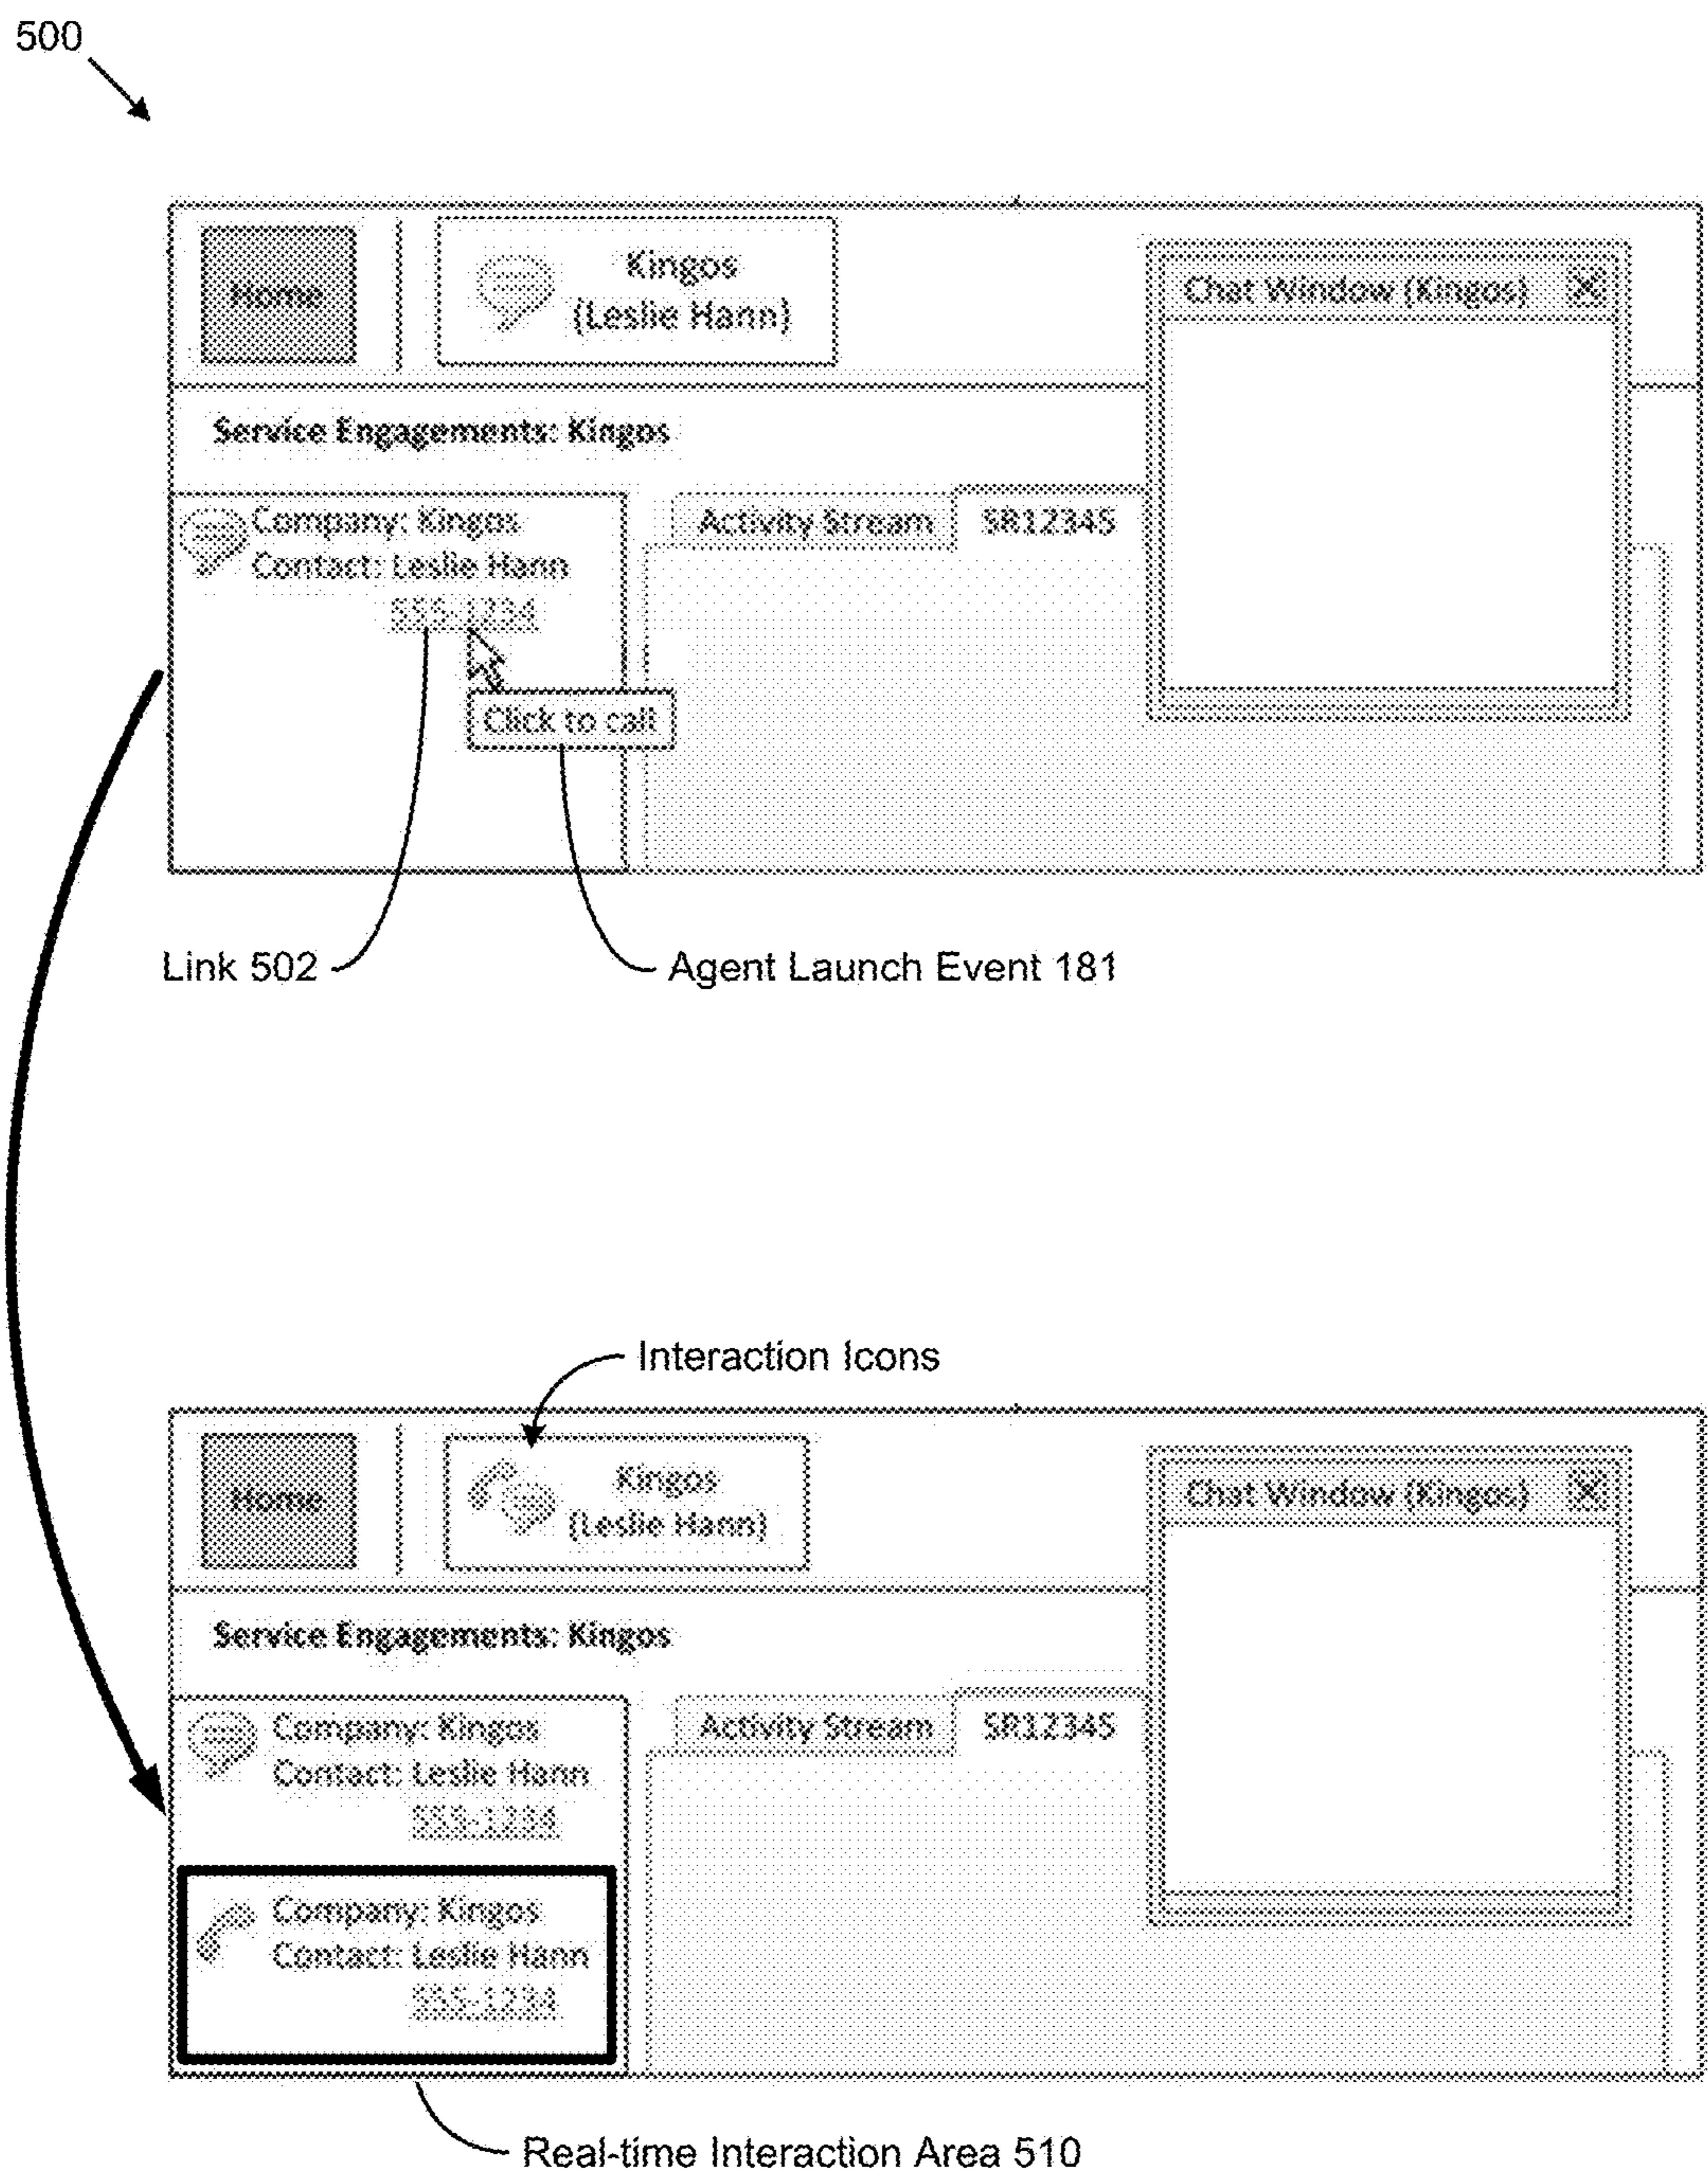 500
Home
Kingos
(Leslie Hann)
Chat Window (Kingos)
Service Engagements: Kingos
Company: Kingos
Contact: Leslie Hann
555-1234
Activity Stream
SR12345
Click to call
Link 502
Agent Launch Event 181
Interaction Icons
Home
Kingos
(Leslie Hann)
Chat Window (Kingos)
Service Engagements: Kingos
Company: Kingos
Contact: Leslie Hann
555-1234
Activity Stream
SR12345
Company: Kingos
Contact: Leslie Hann
555-1234
Real-time Interaction Area 510